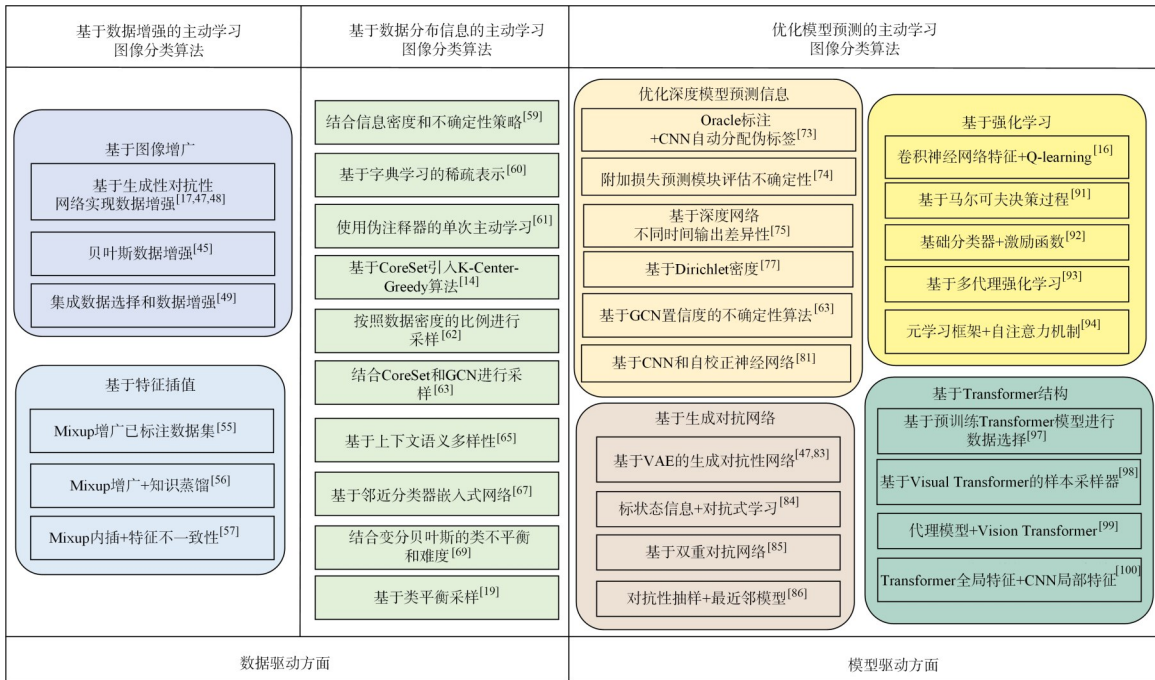 基于数据增强的主动学习
图像分类算法
基于数据分布信息的主动学习
图像分类算法
优化模型预测的主动学习
图像分类算法
基于图像增广
基于生成性对抗性
网络实现数据增强[17,47,48]
贝叶斯数据增强[45]
集成数据选择和数据增强[49]
基于特征插值
Mixup增广已标注数据集[55]
Mixup增广+知识蒸馏[56]
Mixup内插+特征不一致性[57]
结合信息密度和不确定性策略[59]
基于字典学习的稀疏表示[60]
使用伪注释器的单次主动学习[61]
基于CoreSet引入K-Center-
Greedy算法[14]
按照数据密度的比例进行
采样[62]
结合CoreSet和GCN进行采
样[63]
基于上下文语义多样性[65]
基于邻近分类器嵌入式网络[67]
结合变分贝叶斯的类不平衡
和难度[69]
基于类平衡采样[19]
优化深度模型预测信息
Oracle标注
+CNN自动分配伪标签[73]
附加损失预测模块评估不确定性[74]
基于深度网络
不同时间输出差异性[75]
基于Dirichlet密度[77]
基于GCN置信度的不确定性算法[63]
基于CNN和自校正神经网络[81]
基于生成对抗网络
基于VAE的生成对抗性网络[47,83]
标状态信息+对抗式学习[84]
基于双重对抗网络[85]
对抗性抽样+最近邻模型[86]
基于强化学习
卷积神经网络特征+Q-learning[16]
基于马尔可夫决策过程[91]
基础分类器+激励函数[92]
基于多代理强化学习[93]
元学习框架+自注意力机制[94]
基于Transformer结构
基于预训练Transformer模型进行
数据选择[97]
基于Visual Transformer的样本采样器[98]
代理模型+Vision Transformer[99]
Transformer全局特征+CNN局部特征[100]
数据驱动方面
模型驱动方面